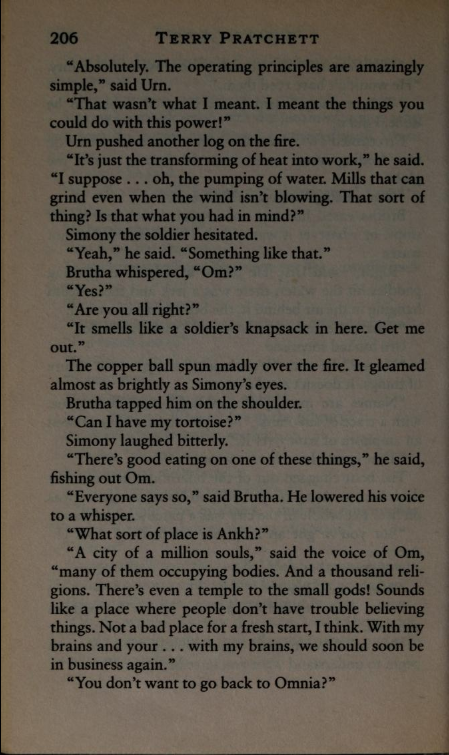 206 TERRY PRATCHETT
“Absolutely. The operating principles are amazingly
simple,” said Urn.
“That wasn’t what I meant. I meant the things you
could do with this power!”
Urn pushed another log on the fire.
“It’s just the transforming of heat into work,” he said.
“I suppose . . . oh, the pumping of water. Mills that can
grind even when the wind isn’t blowing. That sort of
thing? Is that what you had in mind?”
Simony the soldier hesitated.
“Yeah,” he said. “Something like that.”
Brutha whispered, “Om?”
“Yes?”
“Are you all right?”
“It smells like a soldier’s knapsack in here. Get me
out.”
The copper ball spun madly over the fire. It gleamed
almost as brightly as Simony’s eyes.
Brutha tapped him on the shoulder.
“Can I have my tortoise?”
Simony laughed bitterly.
“There’s good eating on one of these things,” he said,
fishing out Om.
“Everyone says so,” said Brutha. He lowered his voice
to a whisper.
“What sort of place is Ankh?”
“A city of a million souls,” said the voice of Om,
“many of them occupying bodies. And a thousand reli-
gions. There’s even a temple to the small gods! Sounds
like a place where people don’t have trouble believing
things. Not a bad place for a fresh start, I think. With my
brains and your . . . with my brains, we should soon be
in business again.”
“You don’t want to go back to Omnia?”